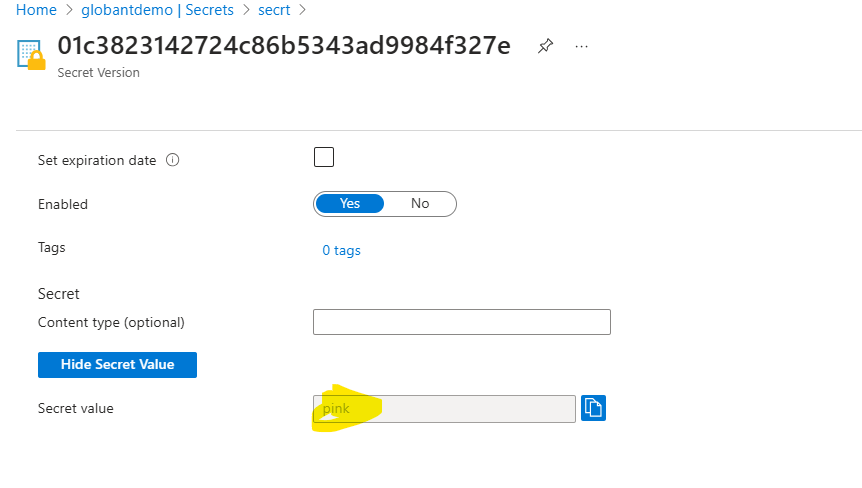 Home > globantdemo | Secrets > secrt >
01c3823142724c86b5343ad9984f327e ...
Secret Version
Set expiration date
Enabled Yes No
Tags 0 tags
Secret
Content type (optional)
Hide Secret Value
Secret value pink